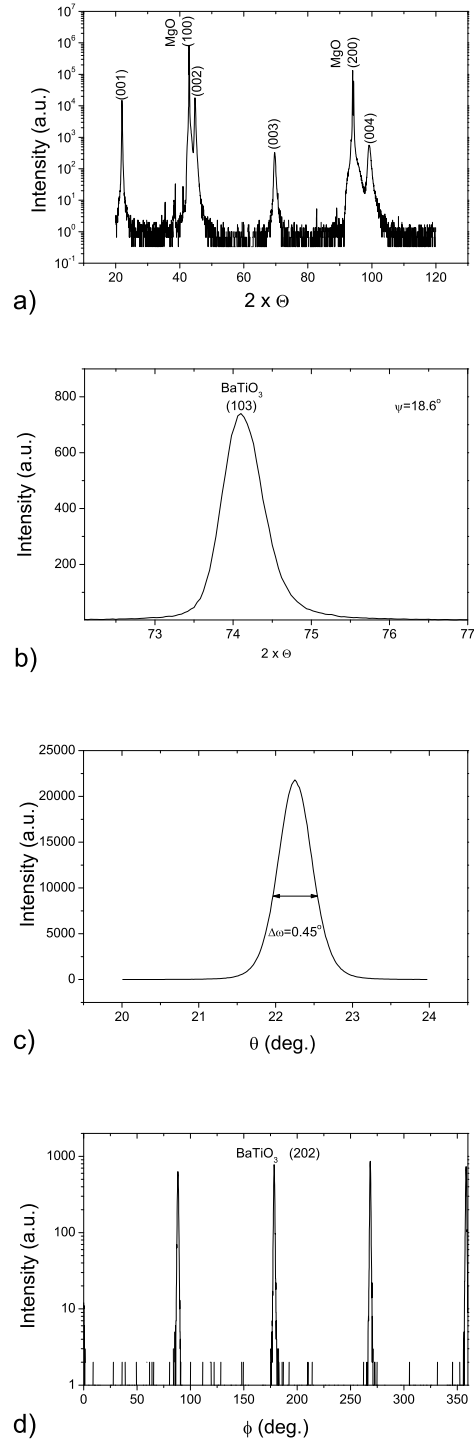 10^7
10^6
10^5
10^4
10^3
10^2
10^1
10^0
10^-1
Intensity (a.u.)
(001)
MgO (100)
(002)
(003)
MgO (200)
(004)
20 40 60 80 100 120
2 x Θ
a)
800
600
400
200
Intensity (a.u.)
BaTiO3
(103)
ψ=18.6°
73 74 75 76 77
2 x Θ
b)
25000
20000
15000
10000
5000
0
Intensity (a.u.)
Δω=0.45°
20 21 22 23 24
θ (deg.)
c)
1000
100
10
1
Intensity (a.u.)
BaTiO3 (202)
0 50 100 150 200 250 300 350
ϕ (deg.)
d)